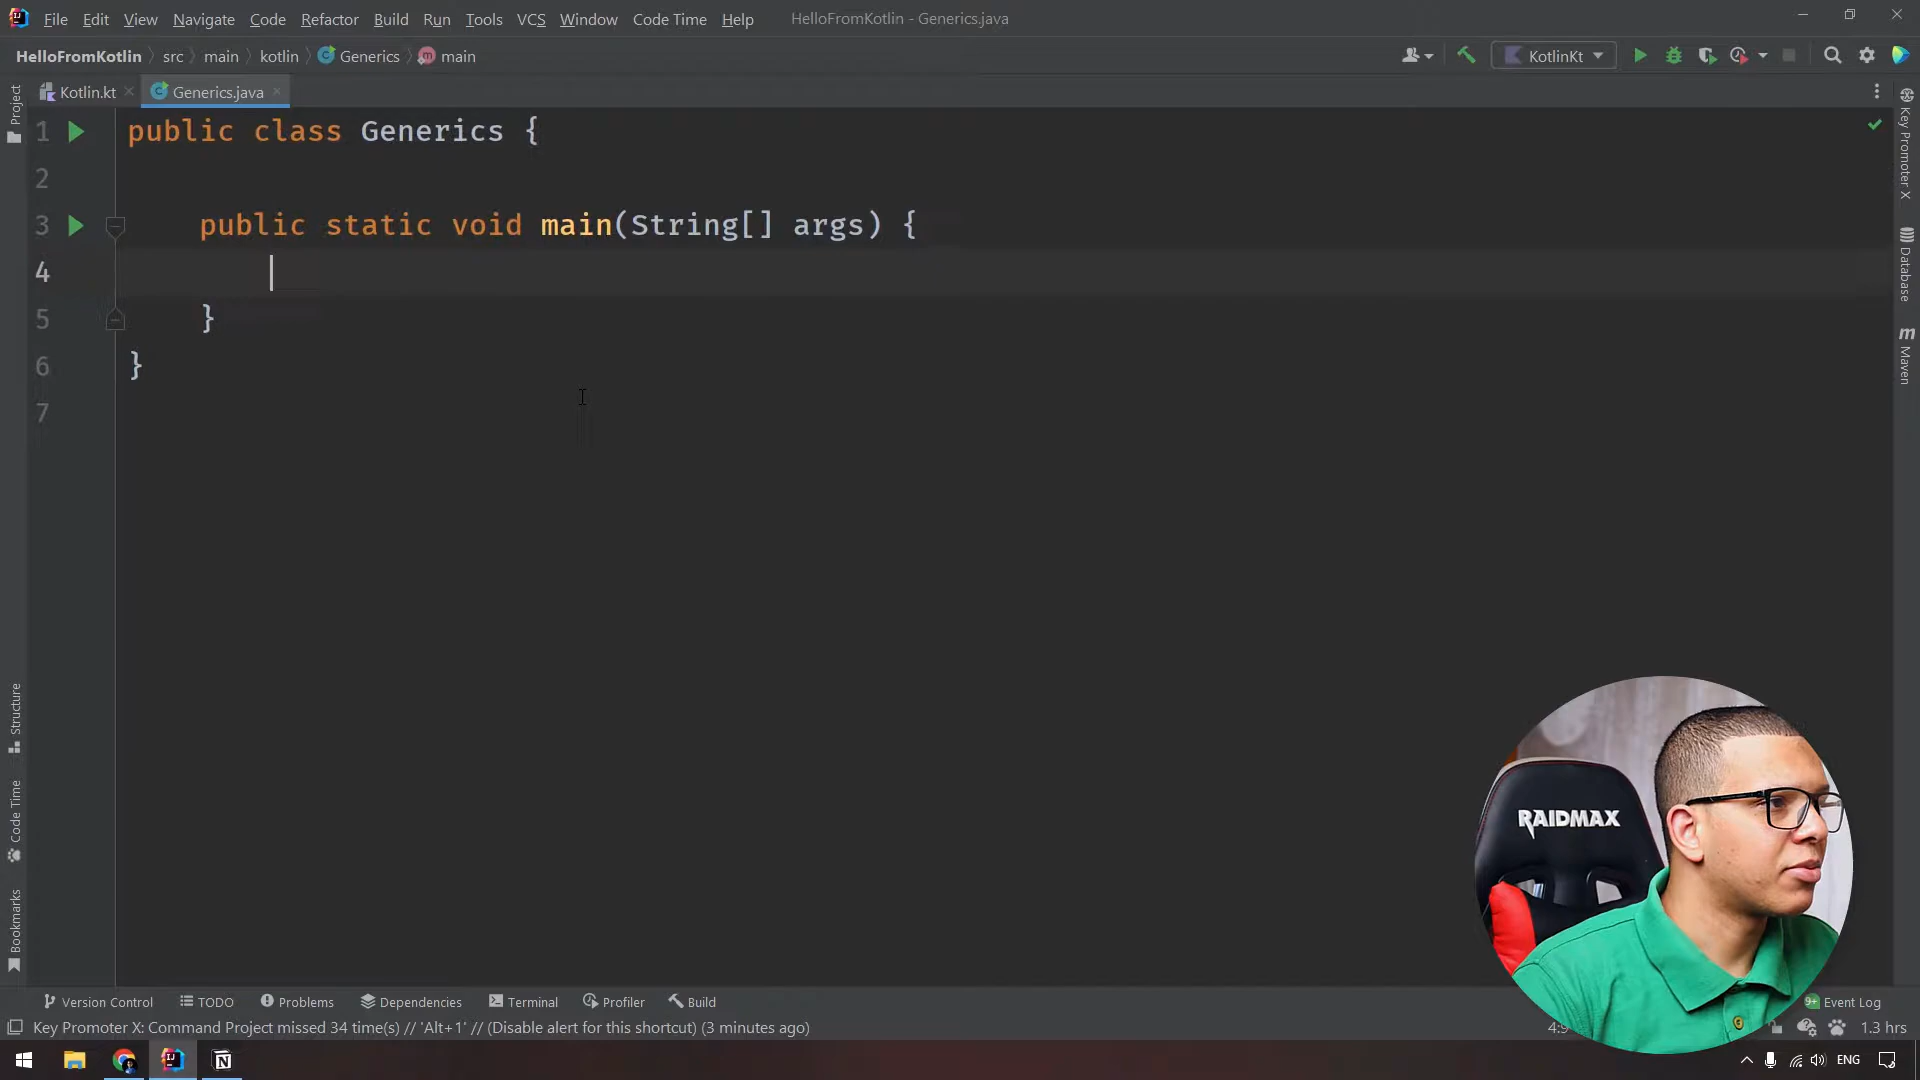 File Edit View Navigate Code Refactor Build Run Tools VCS Window Code Time Help HelloFromKotlin - Generics.java
HelloFromKotlin src main kotlin Generics main KotlinKt
Kotlin.kt Generics.java
Project
Key Promoter X
Database
Maven
1 public class Generics {
2
3 public static void main(String[] args) {
4
5 }
6 }
7
Structure
Code Time
Bookmarks
RAIDMAX
Version Control TODO Problems Dependencies Terminal Profiler Build 9+ Event Log
Key Promoter X: Command Project missed 34 time(s) // 'Alt+1' // (Disable alert for this shortcut) (3 minutes ago) 4:9 1.3 hrs
ENG